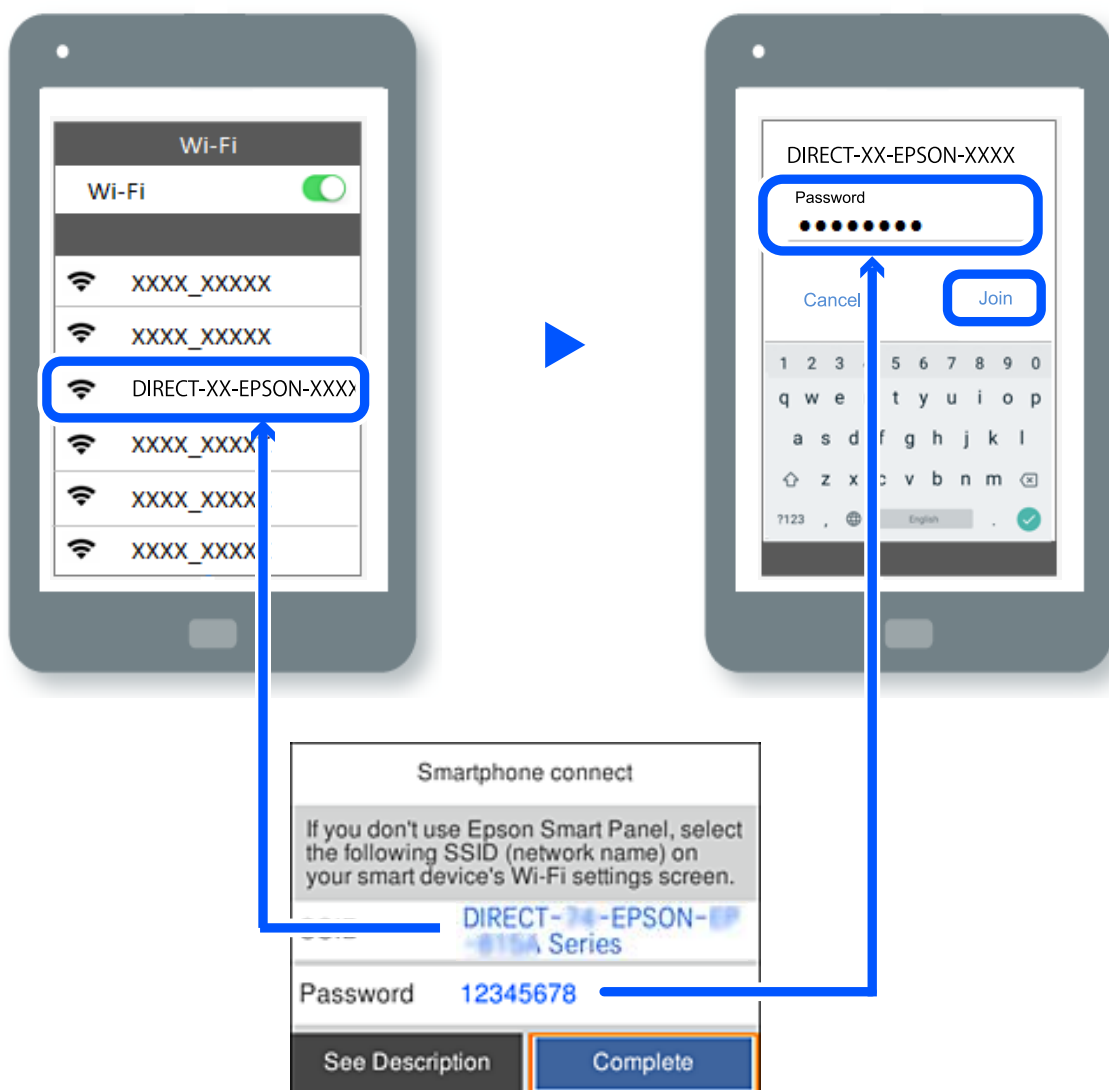 Wi-Fi
Wi-Fi
XXXX_XXXXX
XXXX_XXXXX
DIRECT-XX-EPSON-XXXX
XXXX_XXXX
XXXX_XXXX
XXXX_XXXX
DIRECT-XX-EPSON-XXXX
Password
••••••••
Cancel
Join
1 2 3 5 6 7 8 9 0
q w e t y u i o p
a s d f g h j k l
z x c v b n m
?123 , English .
Smartphone connect
If you don't use Epson Smart Panel, select
the following SSID (network name) on
your smart device's Wi-Fi settings screen.
DIRECT- -EPSON-
Series
Password 12345678
See Description
Complete